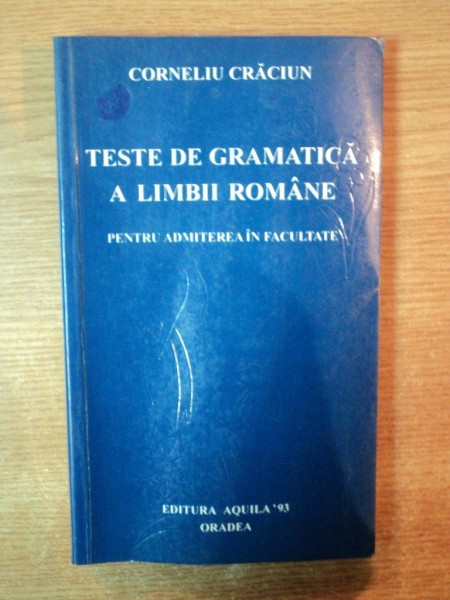 CORNELIU CRĂCIUN
TESTE DE GRAMATICĂ
A LIMBII ROMÂNE
PENTRU ADMITEREA ÎN FACULTATE
EDITURA AQUILA '93
ORADEA